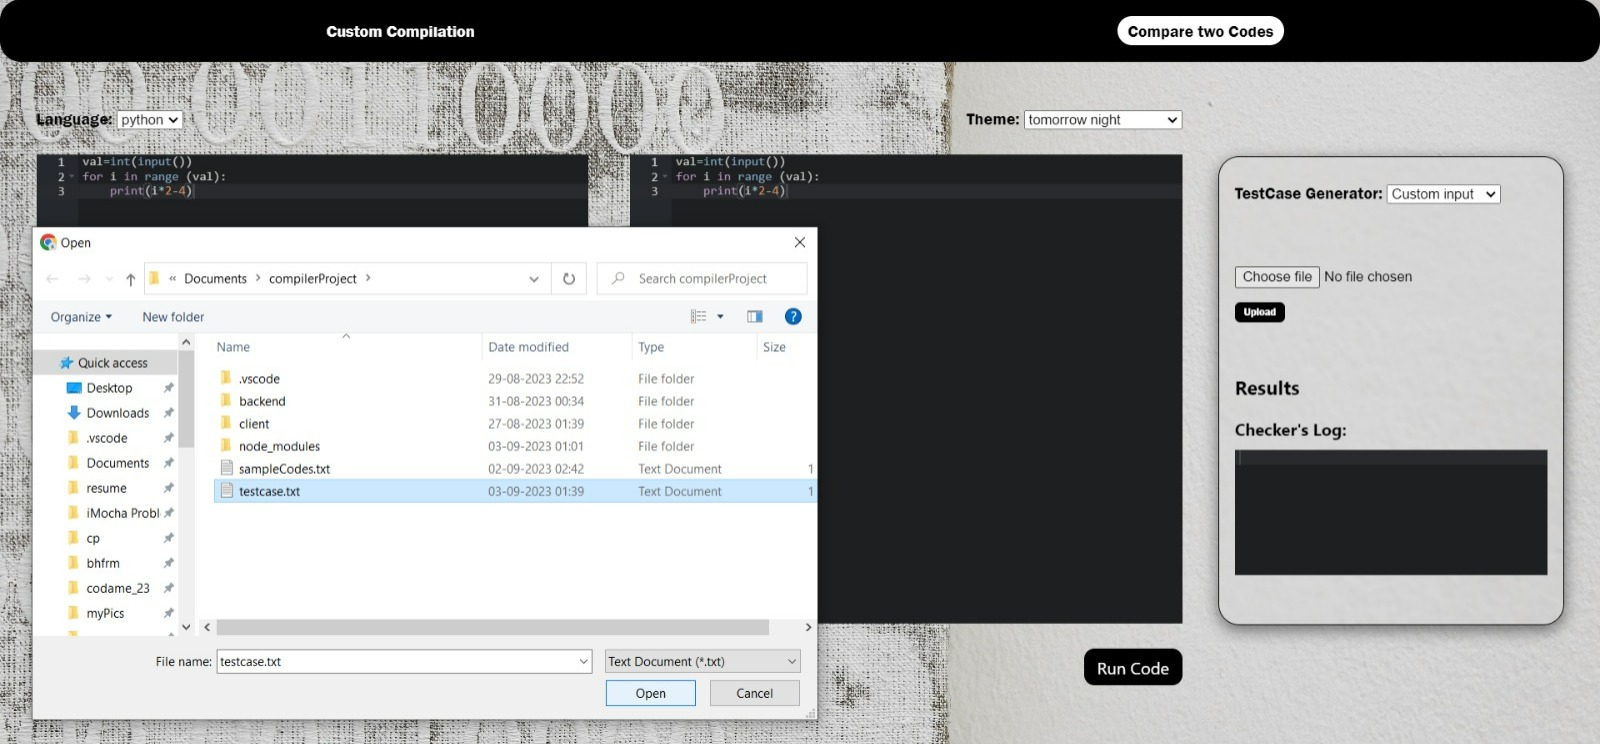 Custom Compilation
Compare two Codes
Language: python
Theme: tomorrow night
1 val=int(input())
2 for i in range (val):
3 print(i*2-4)
1 val=int(input())
2 for i in range (val):
3 print(i*2-4)
TestCase Generator: Custom input
Choose file No file chosen
Upload
Results
Checker's Log:
Open
« Documents > compilerProject >
Search compilerProject
Organize
New folder
Name Date modified Type Size
Quick access
Desktop
Downloads
.vscode
Documents
resume
iMocha Probl
cp
bhfrm
codame_23
myPics
.vscode 29-08-2023 22:52 File folder
backend 31-08-2023 00:34 File folder
client 27-08-2023 01:39 File folder
node_modules 03-09-2023 01:01 File folder
sampleCodes.txt 02-09-2023 02:42 Text Document 1
testcase.txt 03-09-2023 01:39 Text Document 1
File name: testcase.txt
Text Document (*.txt)
Open
Cancel
Run Code